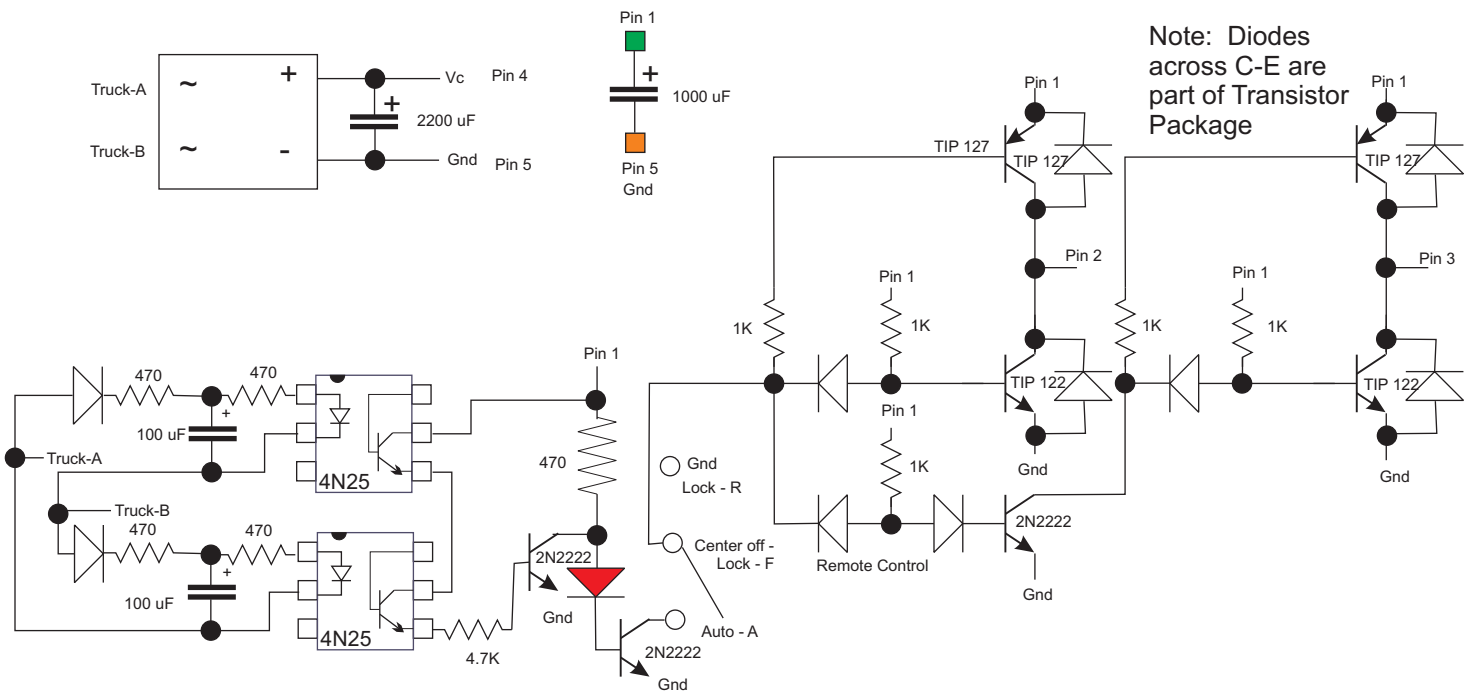 Truck-A
Truck-B
~
~
+
-
+
2200 uF
Vc
Pin 4
Gnd
Pin 5
Pin 1
+
1000 uF
Pin 5
Gnd
Note: Diodes
across C-E are
part of Transistor
Package
Pin 1
TIP 127
TIP 127
Pin 1
TIP 127
Pin 2
Pin 3
1K
Pin 1
1K
1K
Pin 1
1K
TIP 122
TIP 122
Gnd
Gnd
Pin 1
1K
2N2222
Gnd
Remote Control
470
470
+
100 uF
4N25
Truck-A
Truck-B
470
470
+
100 uF
4N25
4.7K
Pin 1
470
2N2222
Gnd
2N2222
Gnd
Gnd
Lock - R
Center off -
Lock - F
Auto - A